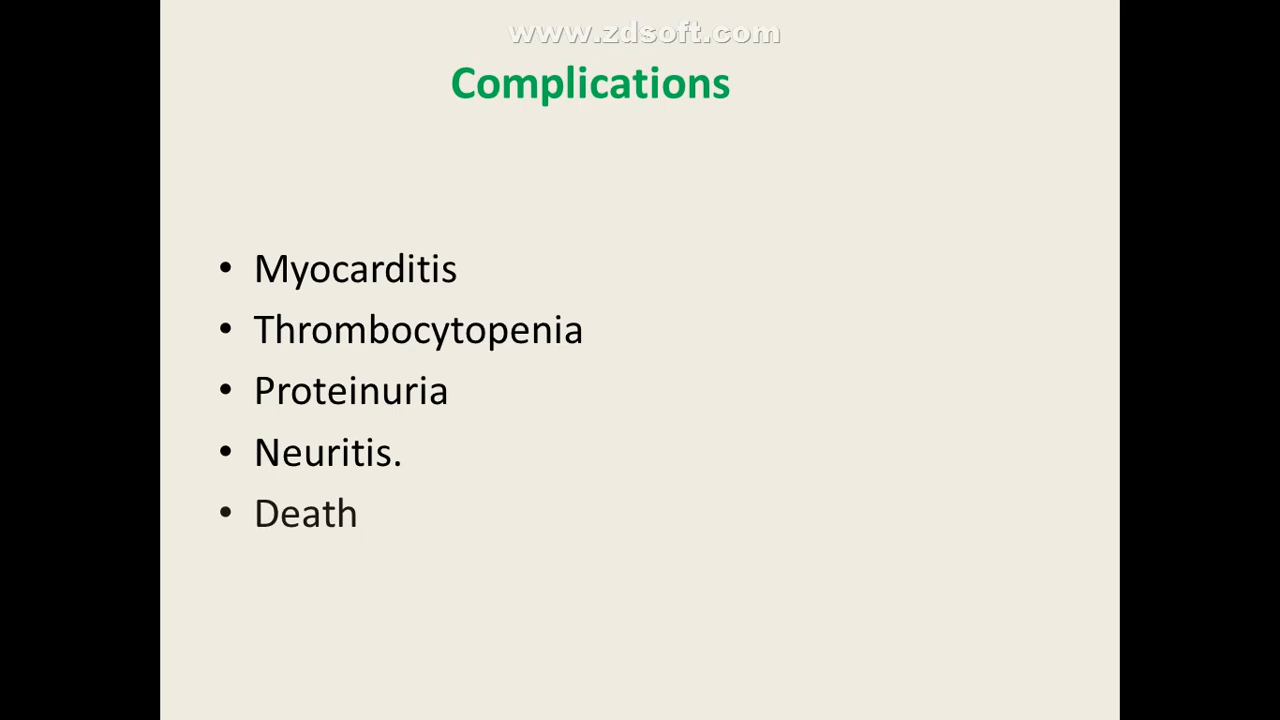 www.zdsoft.com
Complications
• Myocarditis
• Thrombocytopenia
• Proteinuria
• Neuritis.
• Death